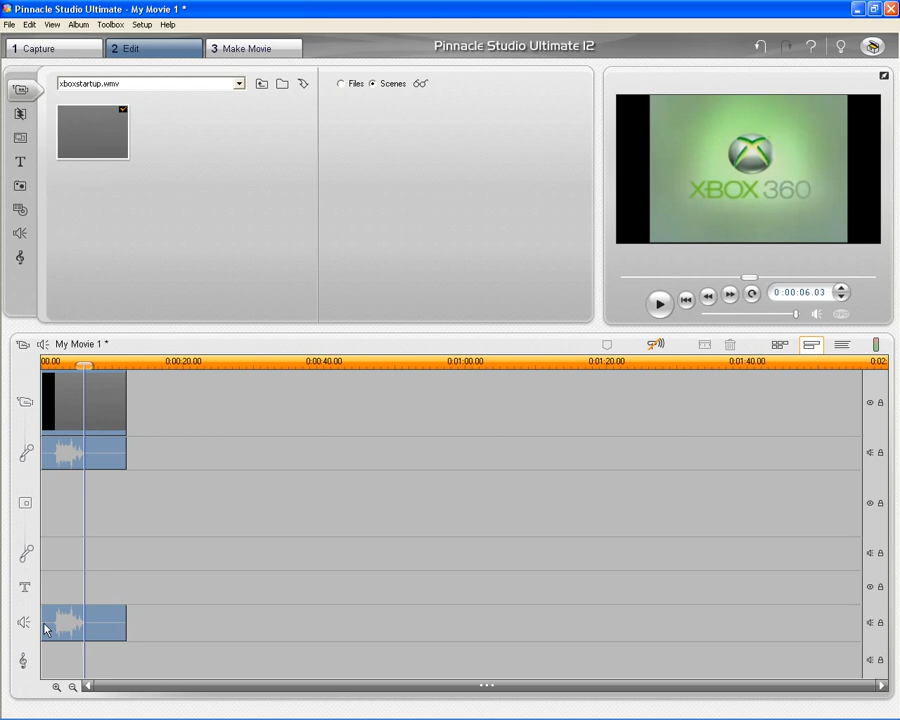 Pinnacle Studio Ultimate - My Movie 1 *
File Edit View Album Toolbox Setup Help
1 Capture 2 Edit 3 Make Movie Pinnacle Studio Ultimate 12
xboxstartup.wmv Files Scenes
XBOX 360
0:00:06.03
My Movie 1 *
00.00 0:00:20.00 0:00:40.00 0:01:00.00 0:01:20.00 0:01:40.00 0:02: